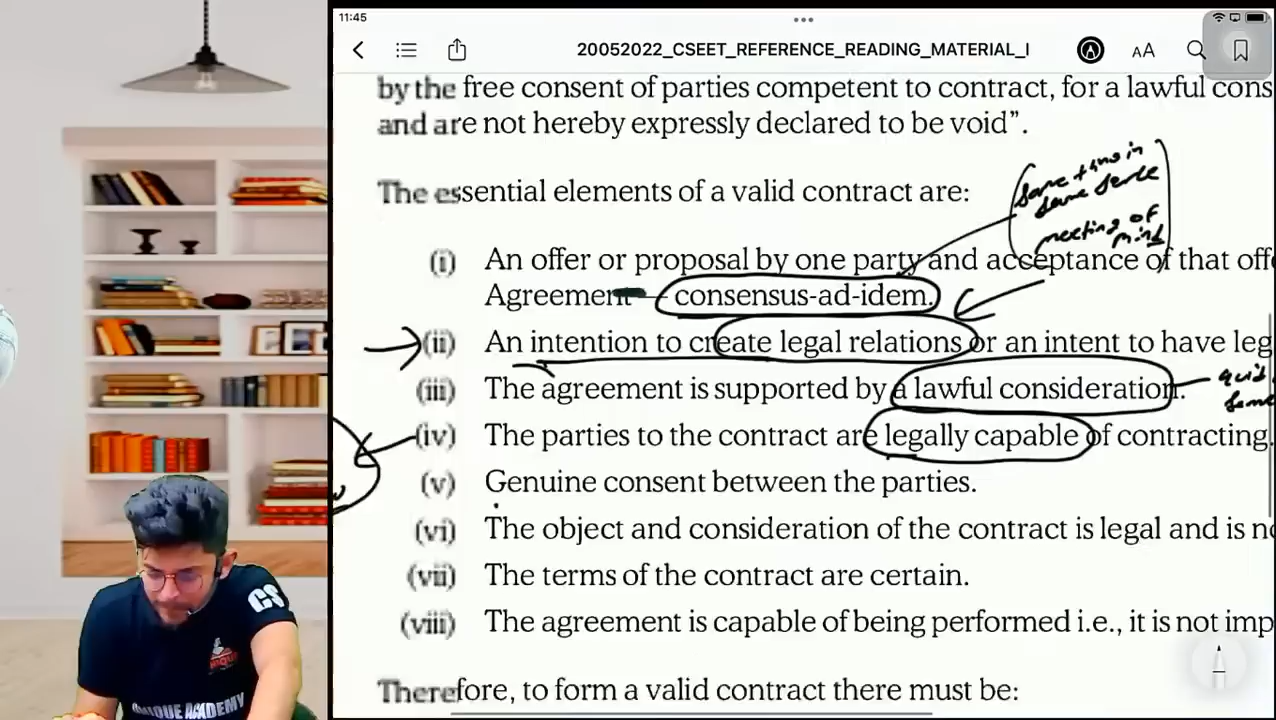 11:45
20052022_CSEET_REFERENCE_READING_MATERIAL_I
AA
by the free consent of parties competent to contract, for a lawful cons
and are not hereby expressly declared to be void”.
The essential elements of a valid contract are:
same in
same sense
meeting of
mind
(i) An offer or proposal by one party and acceptance of that off
Agreement consensus-ad-idem.
(ii) An intention to create legal relations or an intent to have leg
(iii) The agreement is supported by a lawful consideration.
quid
(iv) The parties to the contract are legally capable of contracting.
(v) Genuine consent between the parties.
(vi) The object and consideration of the contract is legal and is no
(vii) The terms of the contract are certain.
(viii) The agreement is capable of being performed i.e., it is not imp
Therefore, to form a valid contract there must be:
CS
UNIQUE ACADEMY